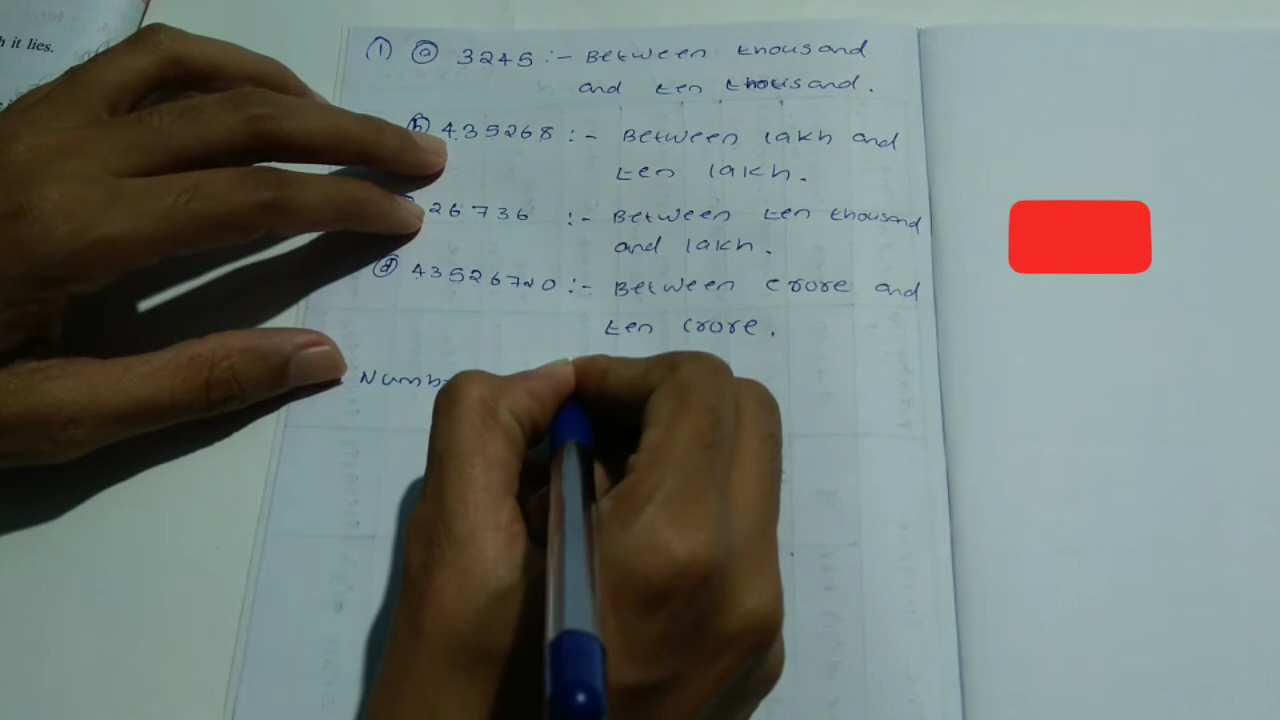 h it lies.
① ⓐ 3245 :- Between thousand
and ten thousand.
ⓑ 435268 :- Between lakh and
ten lakh.
26736 :- Between ten thousand
and lakh.
ⓓ 43526720 :- Between crore and
ten crore.
Numb